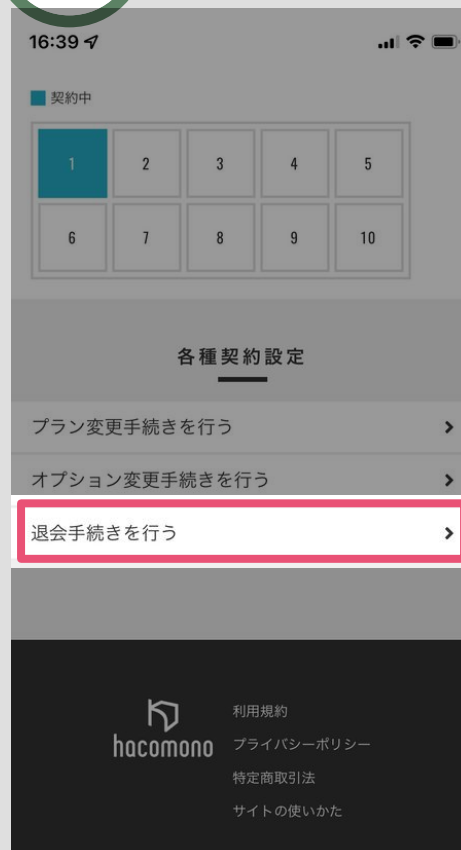 16:39
契約中
1 2 3 4 5
6 7 8 9 10
各種契約設定
プラン変更手続きを行う
オプション変更手続きを行う
退会手続きを行う
hacomono
利用規約
プライバシーポリシー
特定商取引法
サイトの使いかた